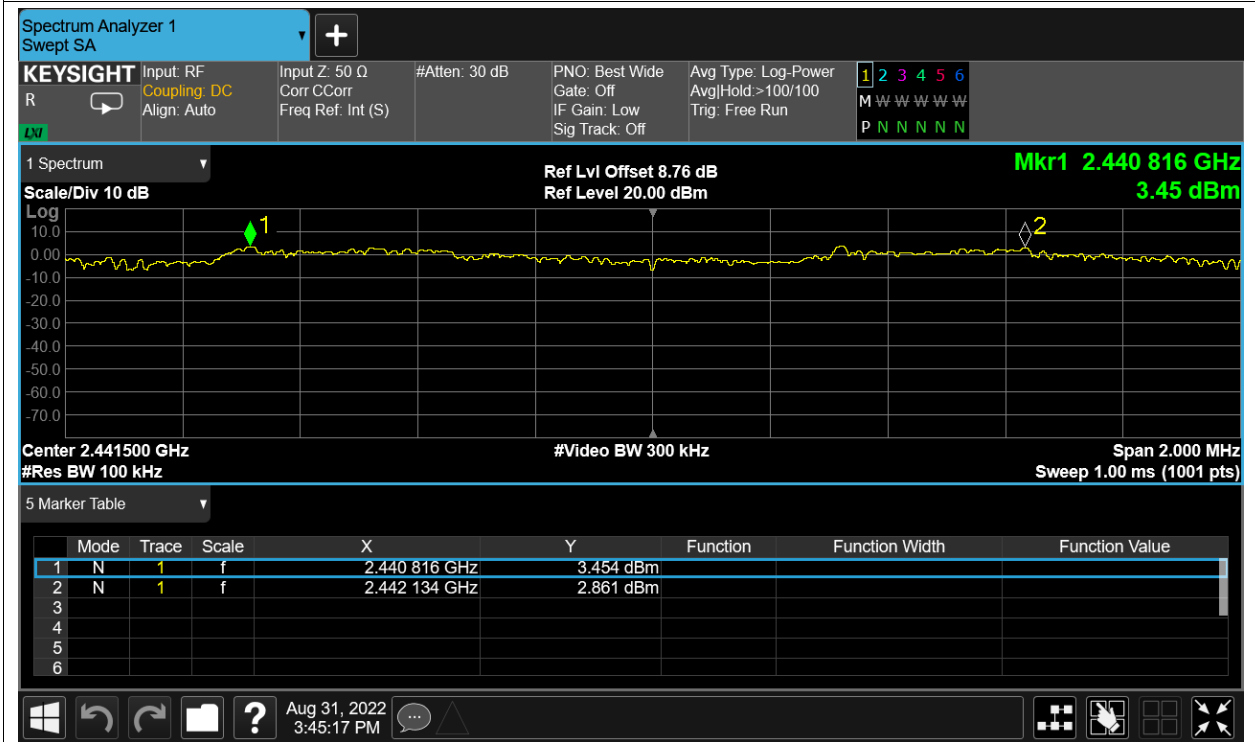 Spectrum Analyzer 1
Swept SA
+
KEYSIGHT Input: RF Input Z: 50 Ω #Atten: 30 dB PNO: Best Wide Avg Type: Log-Power 1 2 3 4 5 6
R Coupling: DC Corr CCorr Gate: Off Avg|Hold:>100/100 M W W W W W
Align: Auto Freq Ref: Int (S) IF Gain: Low Trig: Free Run
LXI Sig Track: Off P N N N N N
1 Spectrum Ref Lvl Offset 8.76 dB Mkr1 2.440 816 GHz
Scale/Div 10 dB Ref Level 20.00 dBm 3.45 dBm
Log
1
2
10.0
0.00
-10.0
-20.0
-30.0
-40.0
-50.0
-60.0
-70.0
Center 2.441500 GHz #Video BW 300 kHz Span 2.000 MHz
#Res BW 100 kHz Sweep 1.00 ms (1001 pts)
5 Marker Table
Mode Trace Scale X Y Function Function Width Function Value
1 N 1 f 2.440 816 GHz 3.454 dBm
2 N 1 f 2.442 134 GHz 2.861 dBm
3
4
5
6
? Aug 31, 2022
3:45:17 PM